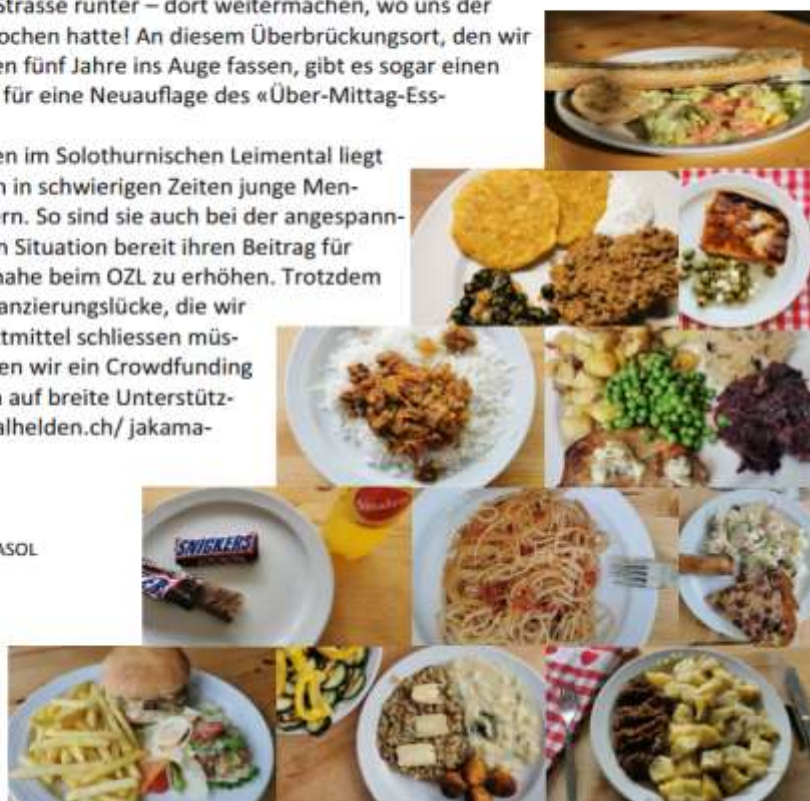 Strasse runter – dort weitermachen, wo uns der
ochen hatte! An diesem Überbrückungsort, den wir
en fünf Jahre ins Auge fassen, gibt es sogar einen
für eine Neuauflage des «Über-Mittag-Ess-
en im Solothurnischen Leimental liegt
n in schwierigen Zeiten junge Men-
ern. So sind sie auch bei der angespann-
n Situation bereit ihren Beitrag für
nahe beim OZL zu erhöhen. Trotzdem
anzierungslücke, die wir
ttmittel schliessen müs-
en wir ein Crowdfunding
n auf breite Unterstütz-
alhelden.ch/ jakama-
ASOL
SNICKERS